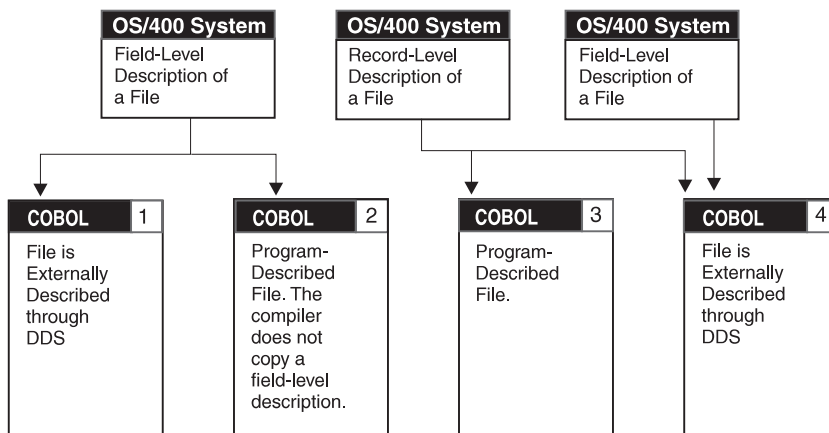 OS/400 System
Field-Level
Description of
a File
OS/400 System
Record-Level
Description of
a File
OS/400 System
Field-Level
Description of
a File
COBOL 1
File is
Externally
Described
through
DDS
COBOL 2
Program-
Described
File. The
compiler
does not
copy a
field-level
description.
COBOL 3
Program-
Described
File.
COBOL 4
File is
Externally
Described
through
DDS